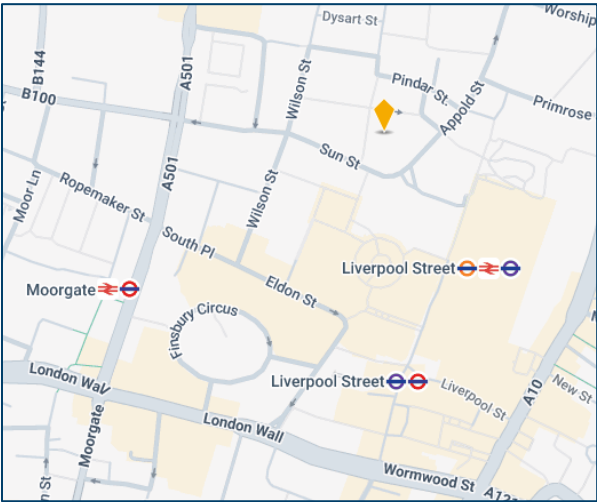 Dysart St
Worship
B144
A501
Wilson St
Pindar St.
B100
Appold St
Primrose
Sun St
A501
Moor Ln
Ropemaker St
Wilson St
South Pl
Liverpool Street
Moorgate
Eldon St
Finsbury Circus
London Wall
Liverpool Street
Liverpool St
New St
A10
Moorgate
London Wall
Wormwood St
n St